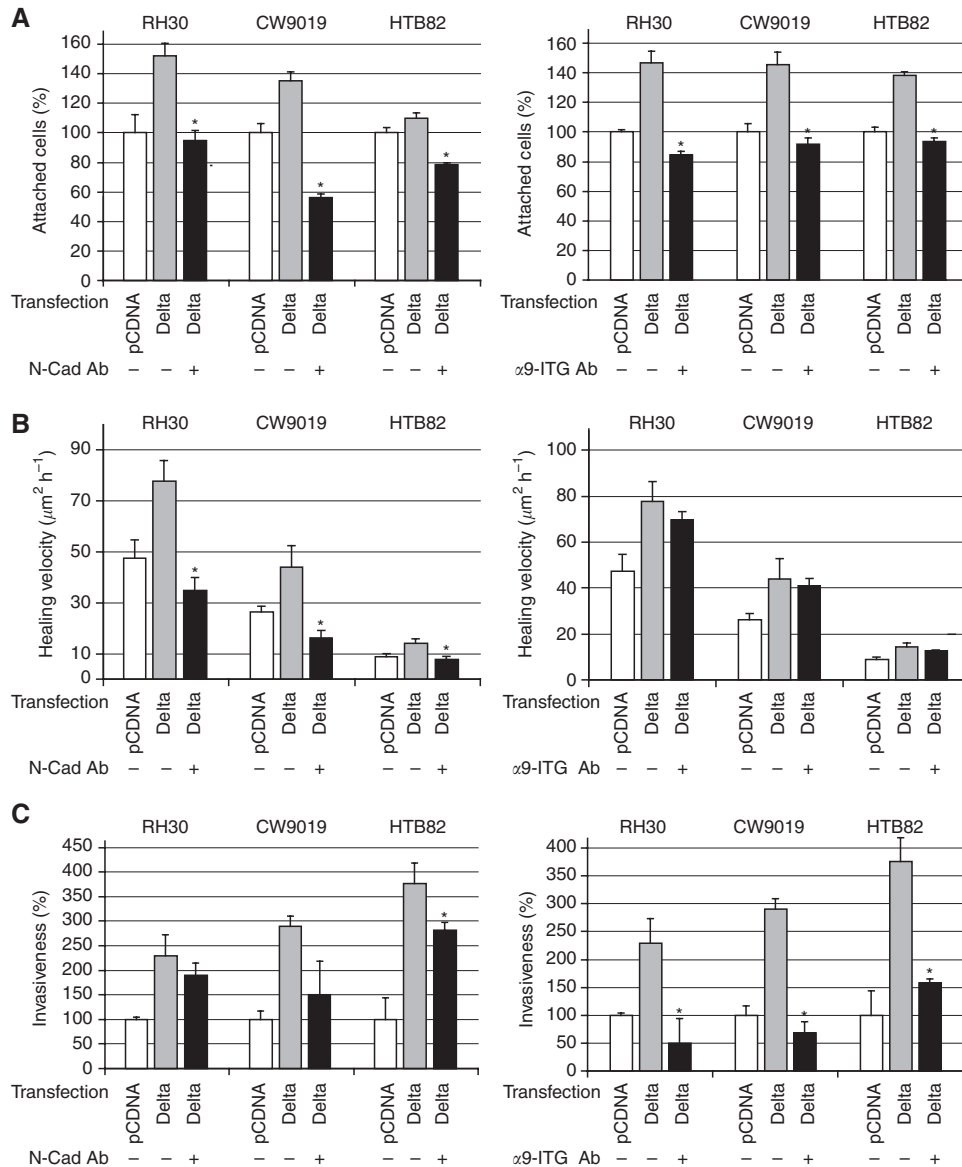 A
RH30 CW9019 HTB82
160
140
120
100
80
60
40
20
0
Attached cells (%)
*
*
*
Transfection pCDNA Delta Delta pCDNA Delta Delta pCDNA Delta Delta
N-Cad Ab – – + – – + – – +
RH30 CW9019 HTB82
160
140
120
100
80
60
40
20
0
Attached cells (%)
*
*
*
Transfection pCDNA Delta Delta pCDNA Delta Delta pCDNA Delta Delta
α9-ITG Ab – – + – – + – – +
B
RH30 CW9019 HTB82
90
70
50
30
10
0
Healing velocity (μm² h⁻¹)
*
*
*
Transfection pCDNA Delta Delta pCDNA Delta Delta pCDNA Delta Delta
N-Cad Ab – – + – – + – – +
RH30 CW9019 HTB82
100
80
60
40
20
0
Healing velocity (μm² h⁻¹)
Transfection pCDNA Delta Delta pCDNA Delta Delta pCDNA Delta Delta
α9-ITG Ab – – + – – + – – +
C
RH30 CW9019 HTB82
450
400
350
300
250
200
150
100
50
0
Invasiveness (%)
*
Transfection pCDNA Delta Delta pCDNA Delta Delta pCDNA Delta Delta
N-Cad Ab – – + – – + – – +
RH30 CW9019 HTB82
400
350
300
250
200
150
100
50
0
Invasiveness (%)
*
*
*
Transfection pCDNA Delta Delta pCDNA Delta Delta pCDNA Delta Delta
α9-ITG Ab – – + – – + – – +